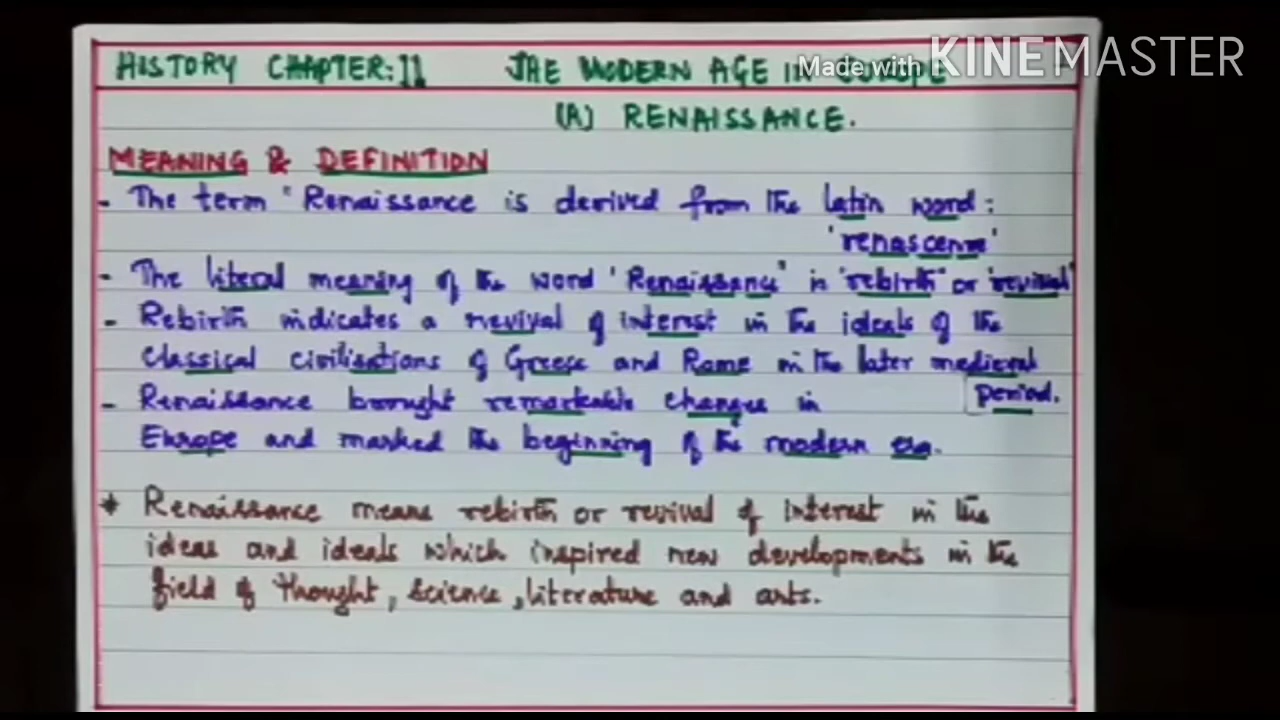 HISTORY CHAPTER: 11 THE MODERN AGE IN EUROPE
Made with KINEMASTER
(A) RENAISSANCE.
MEANING & DEFINITION
- The term "Renaissance is derived from the latin word:
'renascere'
- The literal meaning of the word 'Renaissance" is 'rebirth" or 'revival"
- Rebirth indicates a revival of interest in the ideals of the
classical civilisations of Greece and Rome in the later medieval
period.
- Renaissance brought remarkable changes in
Europe and marked the beginning of the modern era.
* Renaissance means rebirth or revival of interest in the
ideas and ideals which inspired new developments in the
field of thought, science, literature and arts.